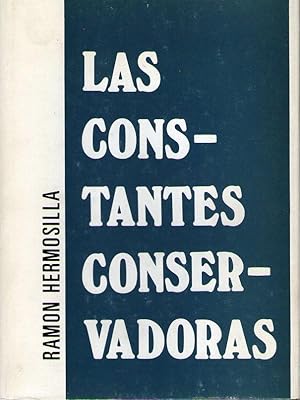 LAS
CONS-
TANTES
CONSER-
VADORAS
RAMON HERMOSILLA